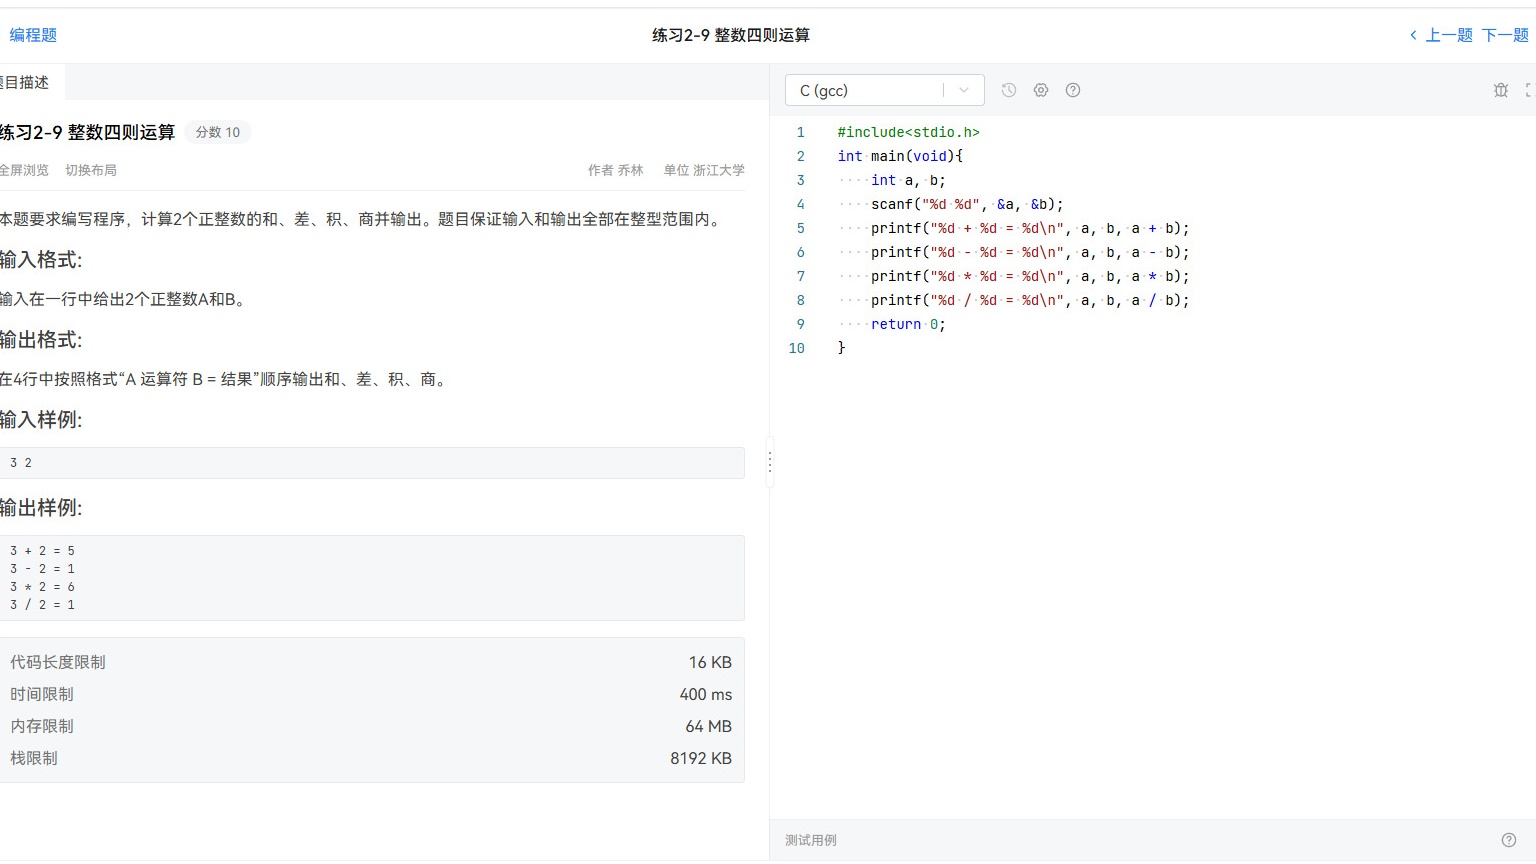 编程题
练习2-9 整数四则运算
上一题 下一题
题目描述
练习2-9 整数四则运算 分数 10
全屏浏览 切换布局
作者 乔林 单位 浙江大学
本题要求编写程序，计算2个正整数的和、差、积、商并输出。题目保证输入和输出全部在整型范围内。
输入格式:
输入在一行中给出2个正整数A和B。
输出格式:
在4行中按照格式“A 运算符 B = 结果”顺序输出和、差、积、商。
输入样例:
3 2
输出样例:
3 + 2 = 5
3 - 2 = 1
3 * 2 = 6
3 / 2 = 1
代码长度限制 16 KB
时间限制 400 ms
内存限制 64 MB
栈限制 8192 KB
C (gcc)
1 #include<stdio.h>
2 int main(void){
3 int a, b;
4 scanf("%d %d", &a, &b);
5 printf("%d + %d = %d\n", a, b, a + b);
6 printf("%d - %d = %d\n", a, b, a - b);
7 printf("%d * %d = %d\n", a, b, a * b);
8 printf("%d / %d = %d\n", a, b, a / b);
9 return 0;
10 }
测试用例